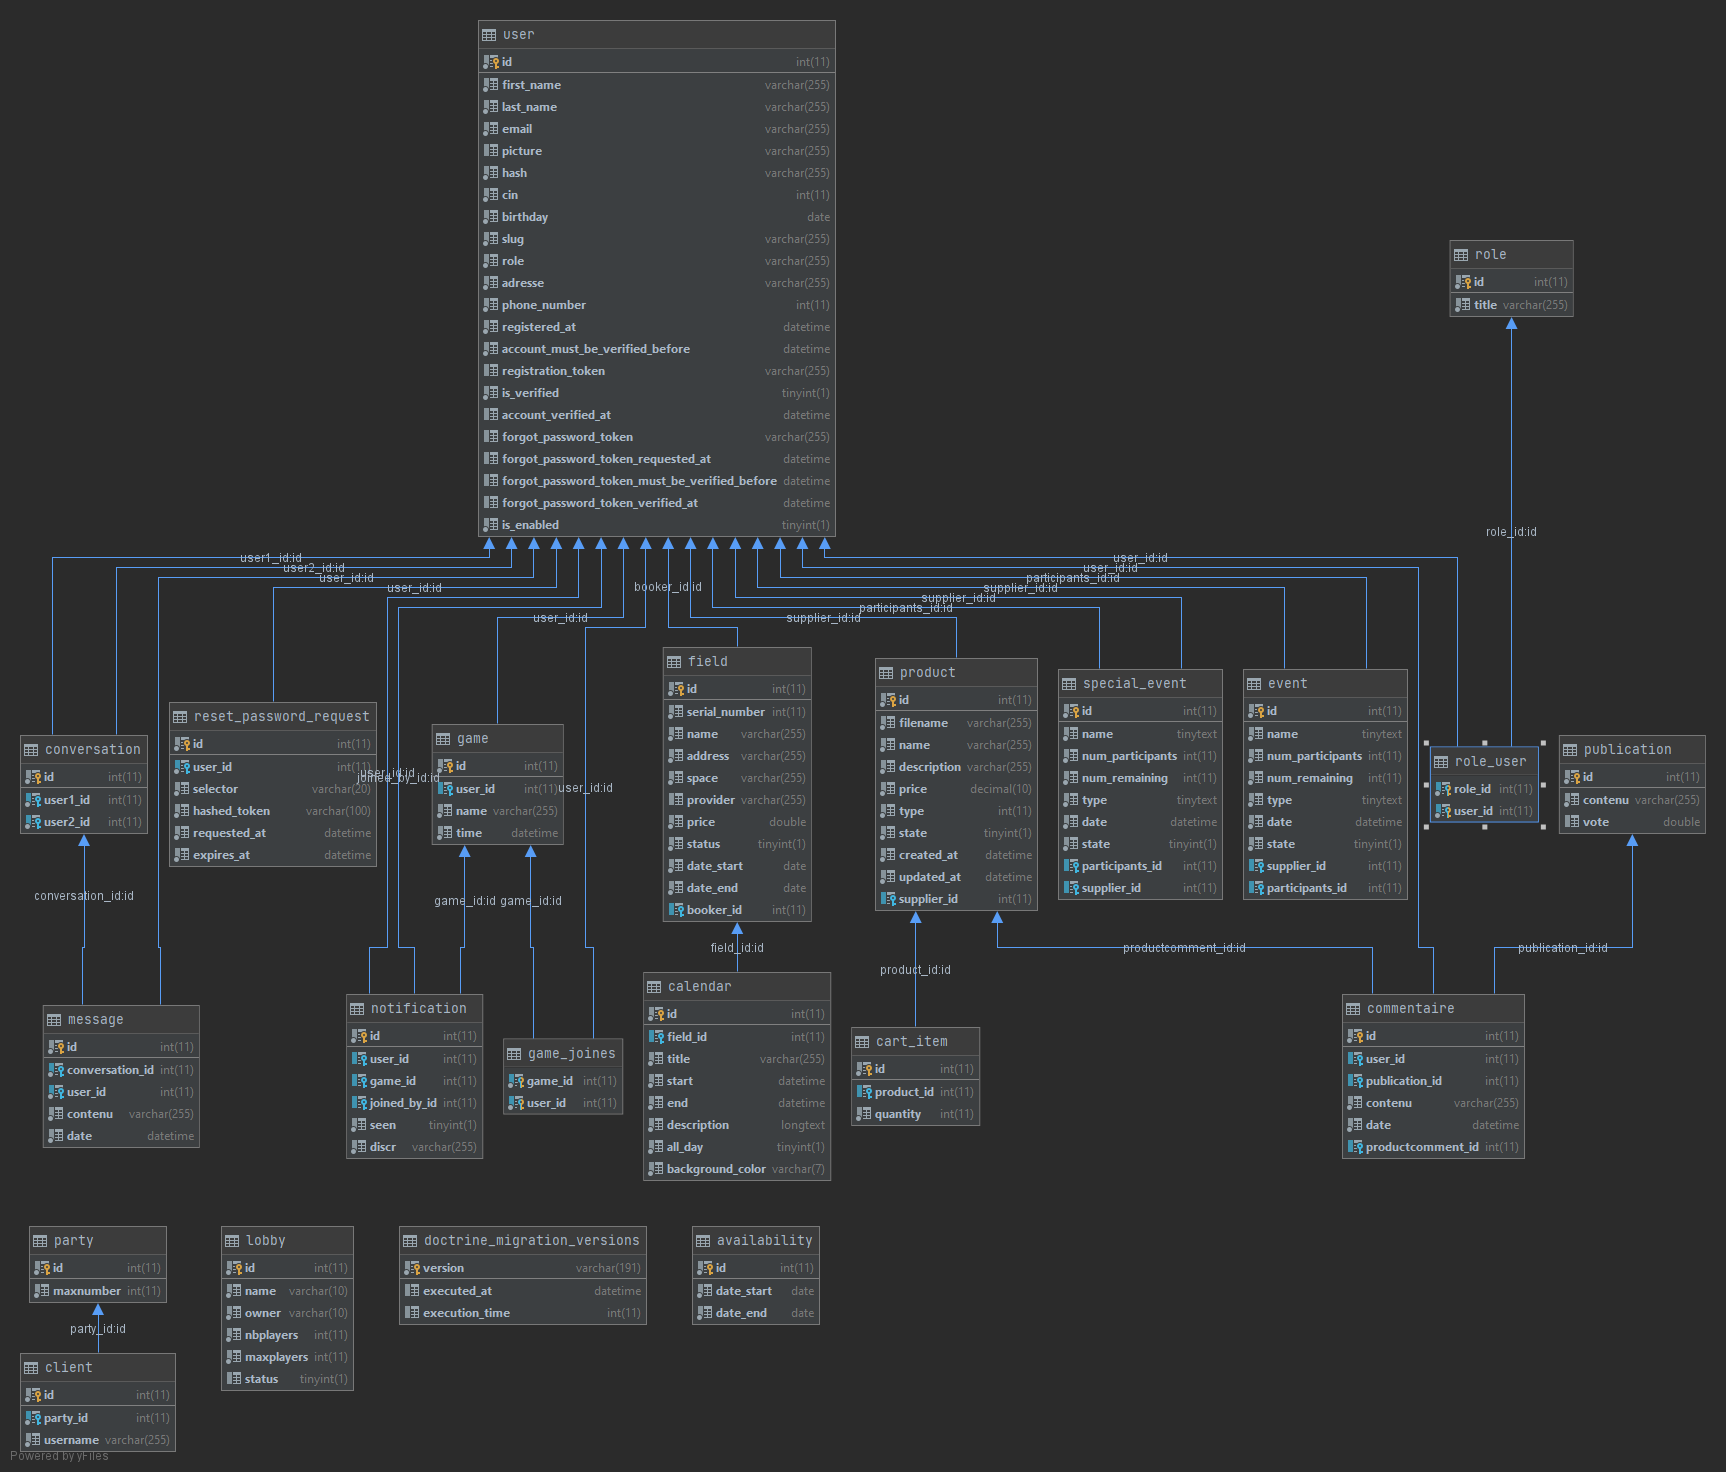 user
id int(11)
first_name varchar(255)
last_name varchar(255)
email varchar(255)
picture varchar(255)
hash varchar(255)
cin int(11)
birthday date
slug varchar(255)
role varchar(255)
adresse varchar(255)
phone_number int(11)
registered_at datetime
account_must_be_verified_before datetime
registration_token varchar(255)
is_verified tinyint(1)
account_verified_at datetime
forgot_password_token varchar(255)
forgot_password_token_requested_at datetime
forgot_password_token_must_be_verified_before datetime
forgot_password_token_verified_at datetime
is_enabled tinyint(1)
role
id int(11)
title varchar(255)
role_id:id
user1_id:id
user2_id:id
user_id:id
user_id:id
user_id:id
booker_id:id
supplier_id:id
participants_id:id
supplier_id:id
supplier_id:id
participants_id:id
user_id:id
user_id:id
conversation
id int(11)
user1_id int(11)
user2_id int(11)
reset_password_request
id int(11)
user_id int(11)
selector varchar(20)
hashed_token varchar(100)
requested_at datetime
expires_at datetime
user_id:id
joined_by_id:id
game
id int(11)
user_id int(11)
name varchar(255)
time datetime
user_id:id
field
id int(11)
serial_number int(11)
name varchar(255)
address varchar(255)
space varchar(255)
provider varchar(255)
price double
status tinyint(1)
date_start date
date_end date
booker_id int(11)
product
id int(11)
filename varchar(255)
name varchar(255)
description varchar(255)
price decimal(10)
type int(11)
state tinyint(1)
created_at datetime
updated_at datetime
supplier_id int(11)
special_event
id int(11)
name tinytext
num_participants int(11)
num_remaining int(11)
type tinytext
date datetime
state tinyint(1)
participants_id int(11)
supplier_id int(11)
event
id int(11)
name tinytext
num_participants int(11)
num_remaining int(11)
type tinytext
date datetime
state tinyint(1)
supplier_id int(11)
participants_id int(11)
role_user
role_id int(11)
user_id int(11)
publication
id int(11)
contenu varchar(255)
vote double
conversation_id:id
game_id:id
game_id:id
field_id:id
product_id:id
productcomment_id:id
publication_id:id
message
id int(11)
conversation_id int(11)
user_id int(11)
contenu varchar(255)
date datetime
notification
id int(11)
user_id int(11)
game_id int(11)
joined_by_id int(11)
seen tinyint(1)
discr varchar(255)
game_joines
game_id int(11)
user_id int(11)
calendar
id int(11)
field_id int(11)
title varchar(255)
start datetime
end datetime
description longtext
all_day tinyint(1)
background_color varchar(7)
cart_item
id int(11)
product_id int(11)
quantity int(11)
commentaire
id int(11)
user_id int(11)
publication_id int(11)
contenu varchar(255)
date datetime
productcomment_id int(11)
party
id int(11)
maxnumber int(11)
party_id:id
client
id int(11)
party_id int(11)
username varchar(255)
lobby
id int(11)
name varchar(10)
owner varchar(10)
nbplayers int(11)
maxplayers int(11)
status tinyint(1)
doctrine_migration_versions
version varchar(191)
executed_at datetime
execution_time int(11)
availability
id int(11)
date_start date
date_end date
Powered by yFiles